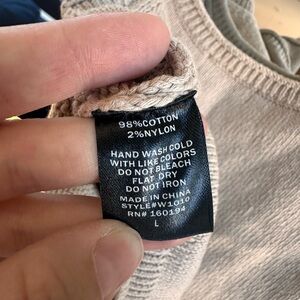 98%COTTON
2%NYLON
HAND WASH COLD
WITH LIKE COLORS
DO NOT BLEACH
FLAT DRY
DO NOT IRON
MADE IN CHINA
STYLE#W1010
RN# 160194
L